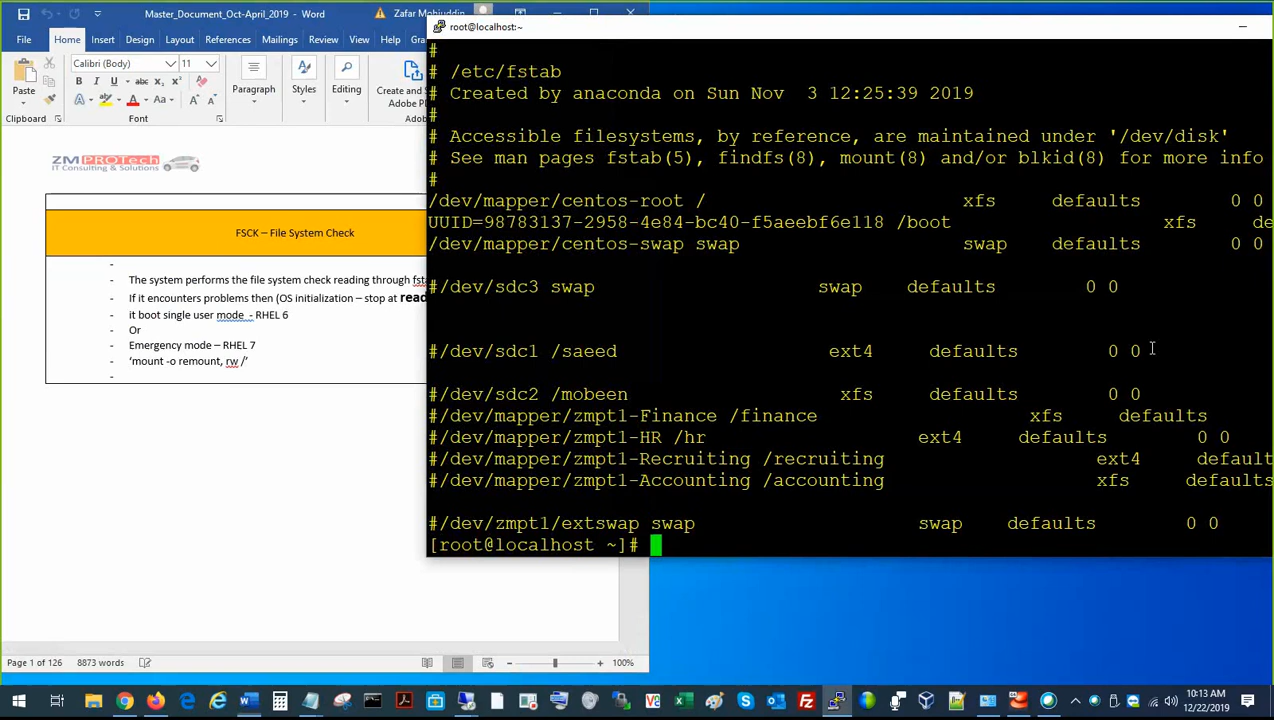 Master_Document_Oct-April_2019 - Word
Zafar Mohiuddin
File Home Insert Design Layout References Mailings Review View
Calibri (Body) 11
Paste
Paragraph
Styles
Editing
Create and S
Adobe P
Clipboard
Font
ZMPROTech
IT Consulting & Solutions
FSCK – File System Check
-
- The system performs the file system check reading through fst
- If it encounters problems then (OS initialization – stop at read
- it boot single user mode - RHEL 6
- Or
- Emergency mode – RHEL 7
- ‘mount -o remount, rw /’
-
Page 1 of 126 8873 words
100%
root@localhost:~
#
# /etc/fstab
# Created by anaconda on Sun Nov 3 12:25:39 2019
#
# Accessible filesystems, by reference, are maintained under '/dev/disk'
# See man pages fstab(5), findfs(8), mount(8) and/or blkid(8) for more info
#
/dev/mapper/centos-root / xfs defaults 0 0
UUID=98783137-2958-4e84-bc40-f5aeebf6e118 /boot xfs de
/dev/mapper/centos-swap swap swap defaults 0 0
#/dev/sdc3 swap swap defaults 0 0
#/dev/sdc1 /saeed ext4 defaults 0 0
#/dev/sdc2 /mobeen xfs defaults 0 0
#/dev/mapper/zmpt1-Finance /finance xfs defaults
#/dev/mapper/zmpt1-HR /hr ext4 defaults 0 0
#/dev/mapper/zmpt1-Recruiting /recruiting ext4 default
#/dev/mapper/zmpt1-Accounting /accounting xfs defaults
#/dev/zmpt1/extswap swap swap defaults 0 0
[root@localhost ~]#
10:13 AM
12/22/2019